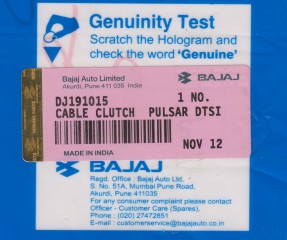 Genuinity Test
Scratch the Hologram and
check the word 'Genuine'
Bajaj Auto Limited
Akurdi, Pune 411 035 India
BAJAJ
DJ191015 1 NO.
CABLE CLUTCH PULSAR DTSI
NOV 12
MADE IN INDIA
BAJAJ
Regd. Office : Bajaj Auto Ltd.
S. No. 51A, Mumbai Pune Road,
Akurdi, Pune 411035
For any consumer complaint please contact
Officer - Customer Care (Spares),
Phone : (020) 27472851
E-mail : customerservice@bajajauto.co.in